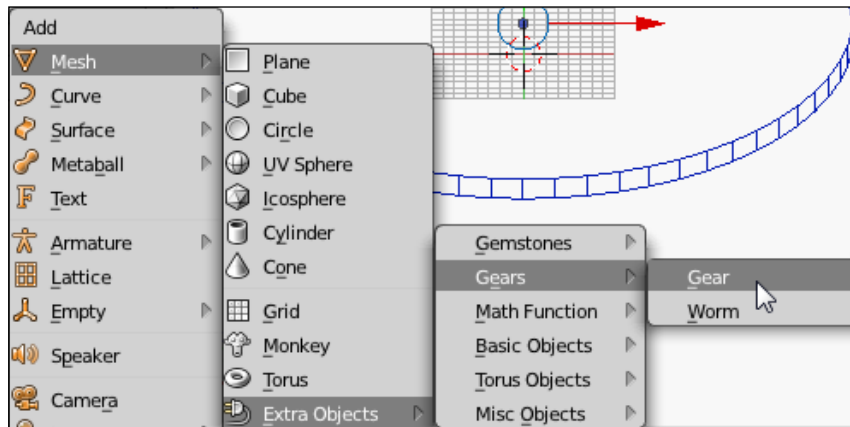 Add
Mesh
Curve
Surface
Metaball
Text
Armature
Lattice
Empty
Speaker
Camera
Plane
Cube
Circle
UV Sphere
Icosphere
Cylinder
Cone
Grid
Monkey
Torus
Extra Objects
Gemstones
Gears
Math Function
Basic Objects
Torus Objects
Misc Objects
Gear
Worm